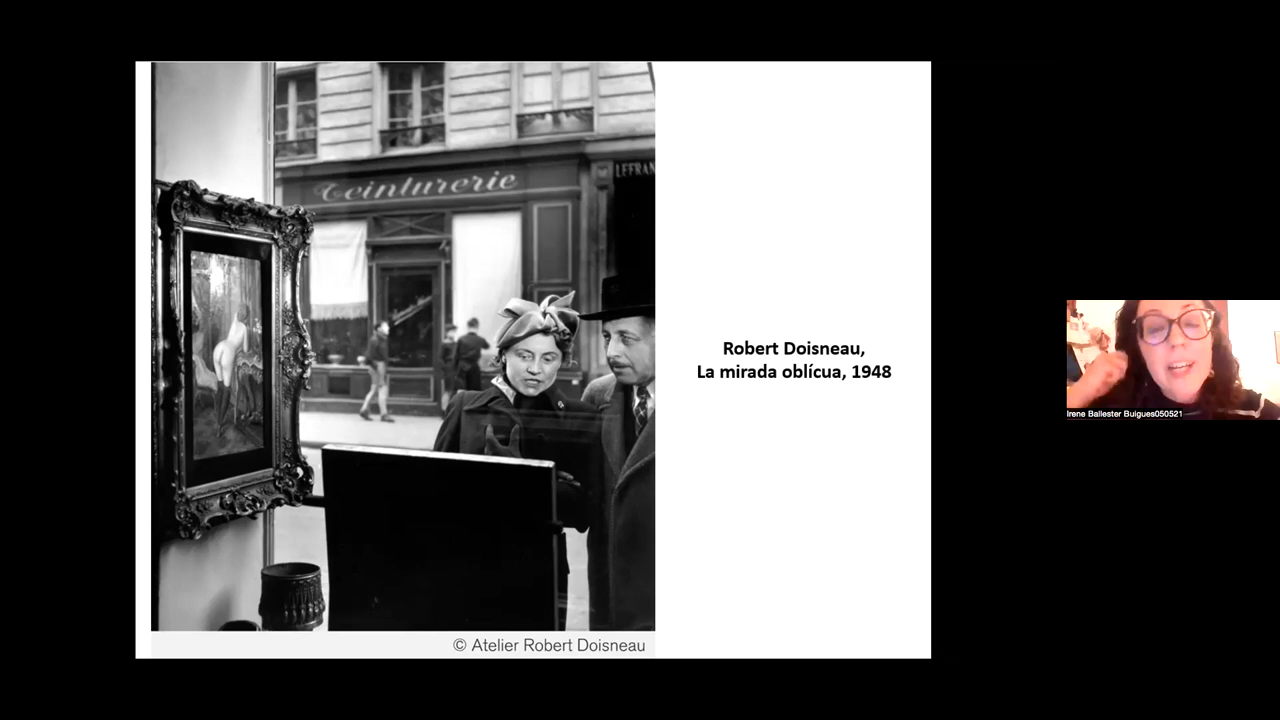 Teinturerie
LEFRAN
Robert Doisneau,
La mirada oblícua, 1948
© Atelier Robert Doisneau
Irene Ballester Buigues050521